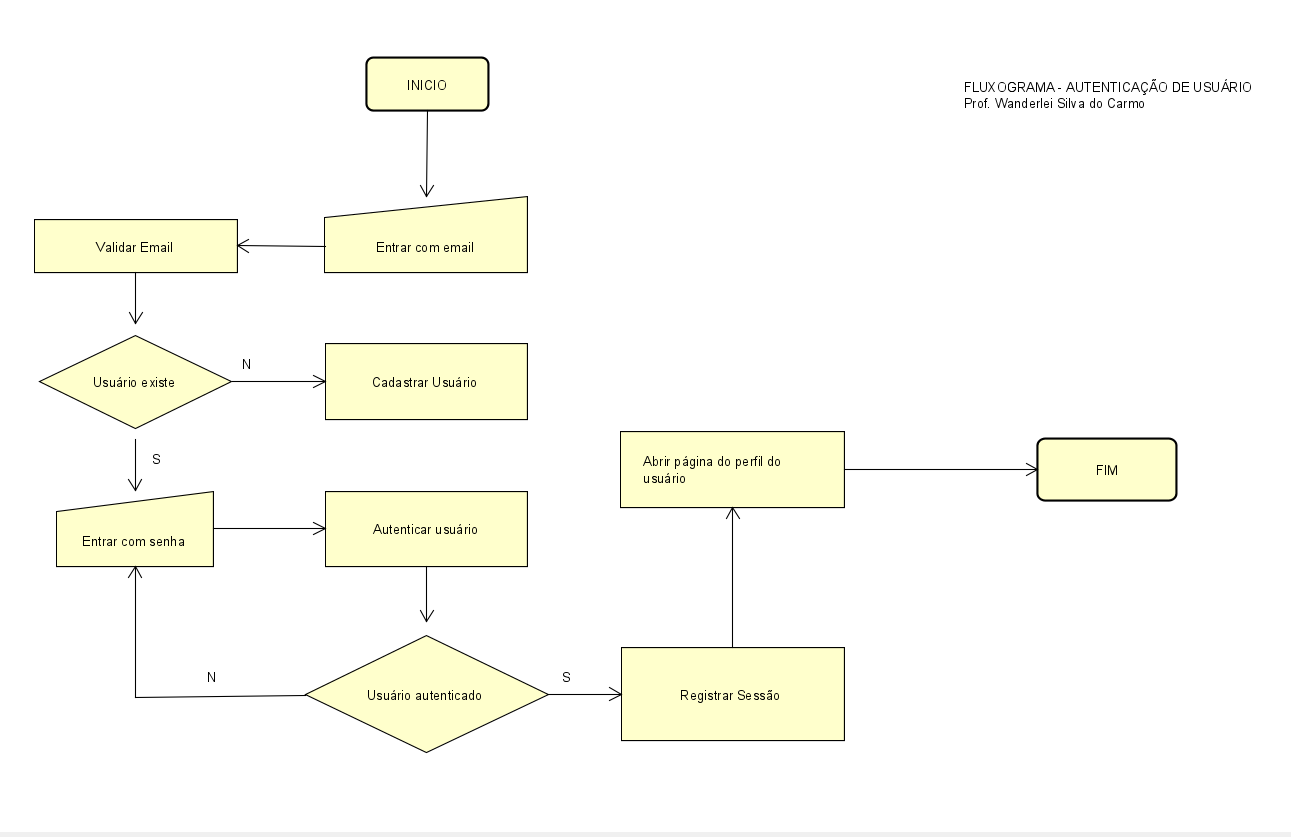 INICIO
FLUXOGRAMA - AUTENTICAÇÃO DE USUÁRIO
Prof. Wanderlei Silva do Carmo
Validar Email
Entrar com email
Usuário existe
N
Cadastrar Usuário
S
Abrir página do perfil do
usuário
FIM
Entrar com senha
Autenticar usuário
N
Usuário autenticado
S
Registrar Sessão